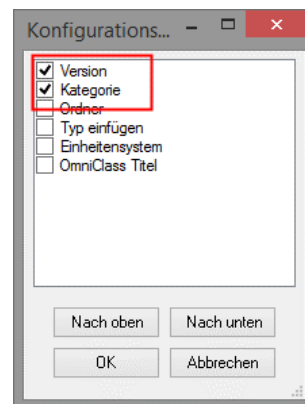 Konfigurations...
Version
Kategorie
Ordner
Typ einfügen
Einheitensystem
OmniClass Titel
Nach oben Nach unten
OK Abbrechen